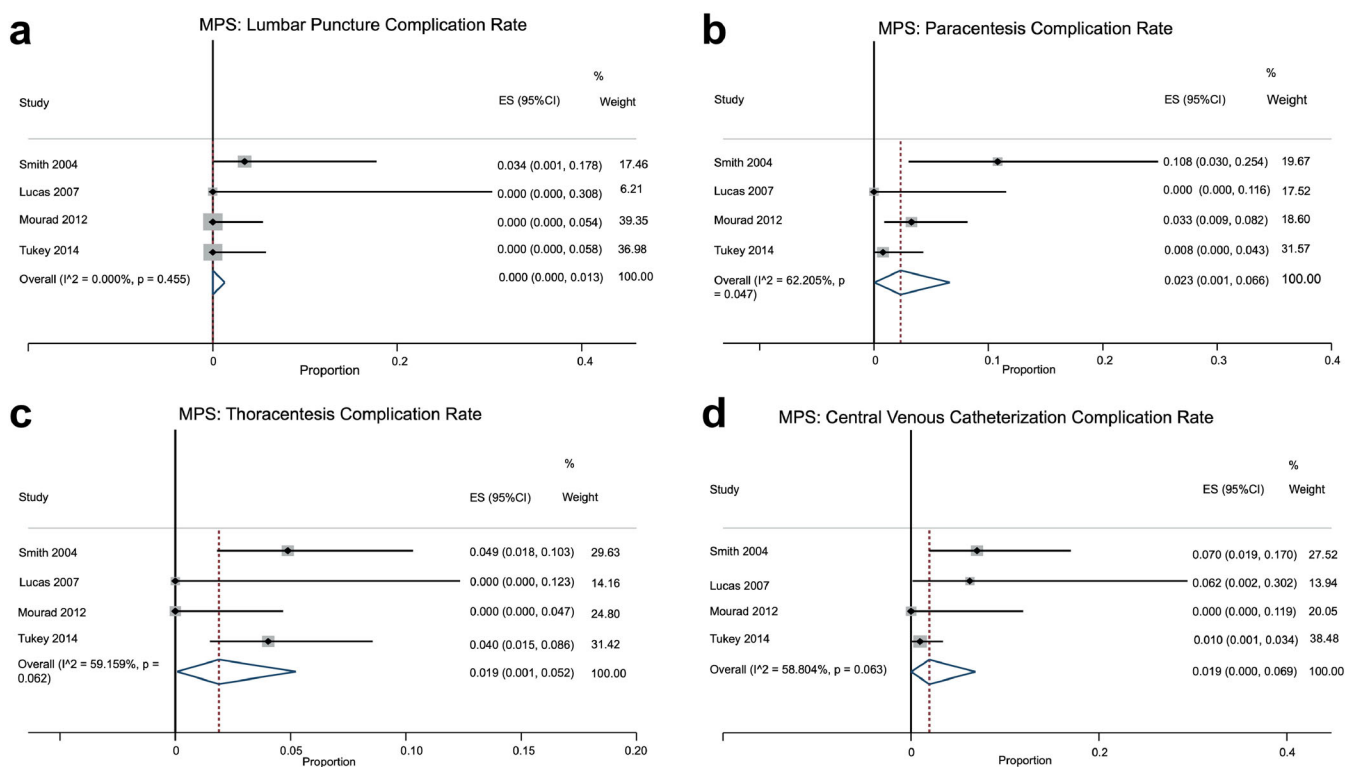 a
MPS: Lumbar Puncture Complication Rate
%
Study ES (95%CI) Weight
Smith 2004 0.034 (0.001, 0.178) 17.46
Lucas 2007 0.000 (0.000, 0.308) 6.21
Mourad 2012 0.000 (0.000, 0.054) 39.35
Tukey 2014 0.000 (0.000, 0.058) 36.98
Overall (I^2 = 0.000%, p = 0.455) 0.000 (0.000, 0.013) 100.00
0 0.2 0.4
Proportion
b
MPS: Paracentesis Complication Rate
%
Study ES (95%CI) Weight
Smith 2004 0.108 (0.030, 0.254) 19.67
Lucas 2007 0.000 (0.000, 0.116) 17.52
Mourad 2012 0.033 (0.009, 0.082) 18.60
Tukey 2014 0.008 (0.000, 0.043) 31.57
Overall (I^2 = 62.205%, p
= 0.047) 0.023 (0.001, 0.066) 100.00
0 0.1 0.2 0.3 0.4
Proportion
c
MPS: Thoracentesis Complication Rate
%
Study ES (95%CI) Weight
Smith 2004 0.049 (0.018, 0.103) 29.63
Lucas 2007 0.000 (0.000, 0.123) 14.16
Mourad 2012 0.000 (0.000, 0.047) 24.80
Tukey 2014 0.040 (0.015, 0.086) 31.42
Overall (I^2 = 59.159%, p =
0.062) 0.019 (0.001, 0.052) 100.00
0 0.05 0.10 0.15 0.20
Proportion
d
MPS: Central Venous Catheterization Complication Rate
%
Study ES (95%CI) Weight
Smith 2004 0.070 (0.019, 0.170) 27.52
Lucas 2007 0.062 (0.002, 0.302) 13.94
Mourad 2012 0.000 (0.000, 0.119) 20.05
Tukey 2014 0.010 (0.001, 0.034) 38.48
Overall (I^2 = 58.804%, p = 0.063) 0.019 (0.000, 0.069) 100.00
0 0.2 0.4
Proportion